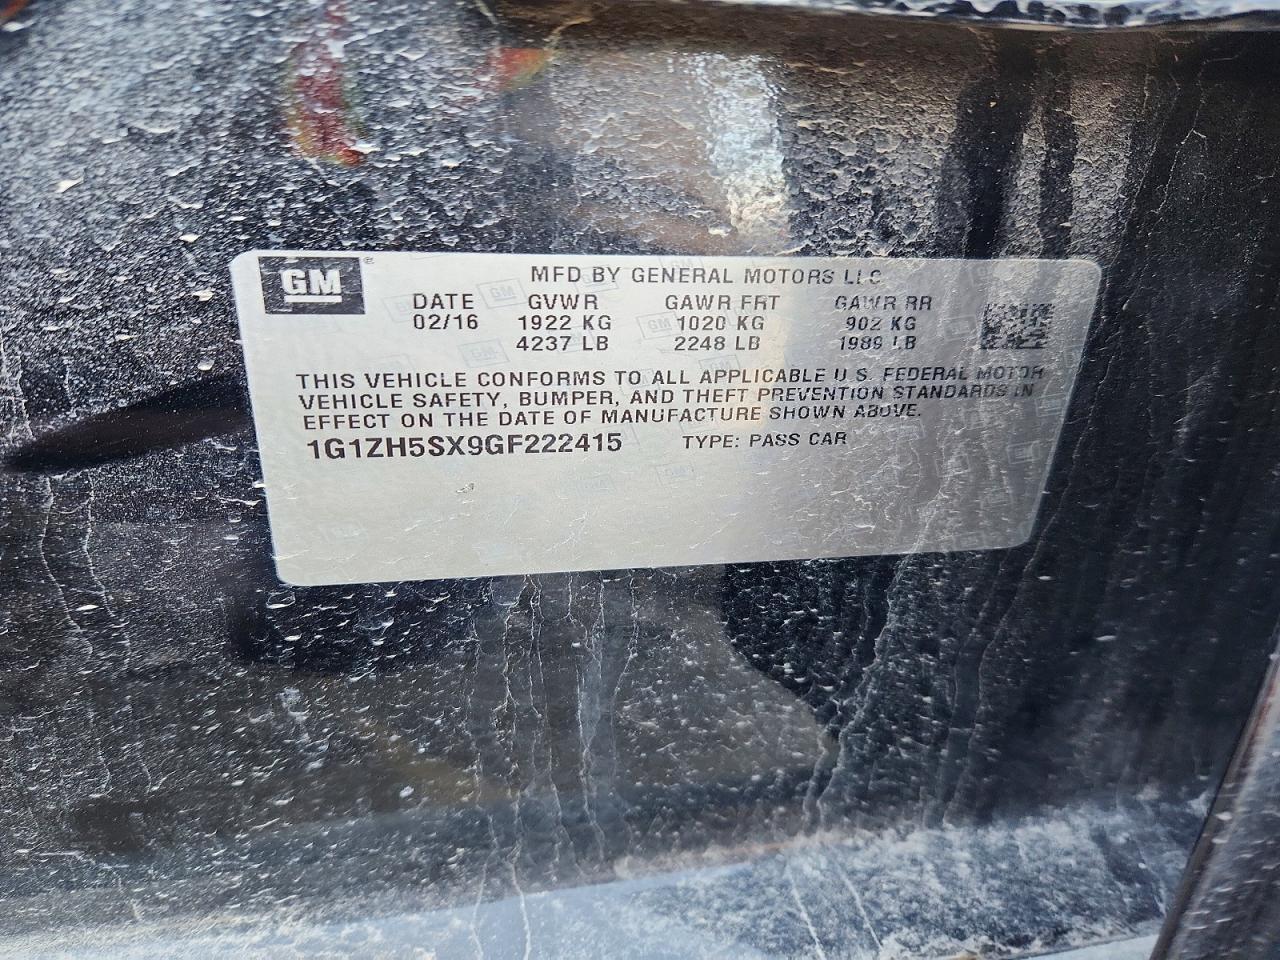 GM ®
MFD BY GENERAL MOTORS LLC
DATE GVWR GAWR FRT GAWR RR
02/16 1922 KG 1020 KG 902 KG
4237 LB 2248 LB 1989 LB
THIS VEHICLE CONFORMS TO ALL APPLICABLE U.S. FEDERAL MOTOR
VEHICLE SAFETY, BUMPER, AND THEFT PREVENTION STANDARDS IN
EFFECT ON THE DATE OF MANUFACTURE SHOWN ABOVE.
1G1ZH5SX9GF222415 TYPE: PASS CAR